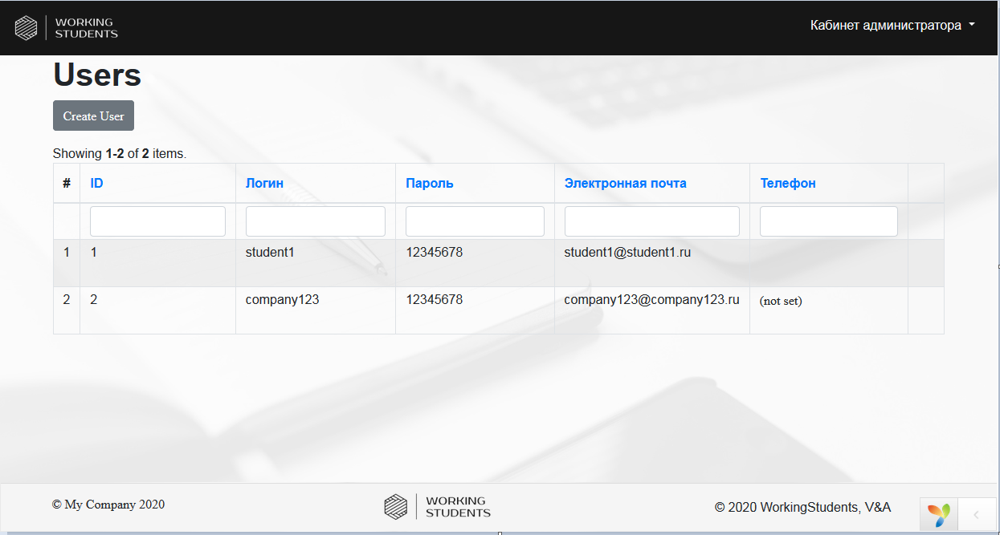 WORKING
STUDENTS
Кабинет администратора
Users
Create User
Showing 1-2 of 2 items.
# ID Логин Пароль Электронная почта Телефон
1 1 student1 12345678 student1@student1.ru
2 2 company123 12345678 company123@company123.ru (not set)
© My Company 2020
WORKING
STUDENTS
© 2020 WorkingStudents, V&A